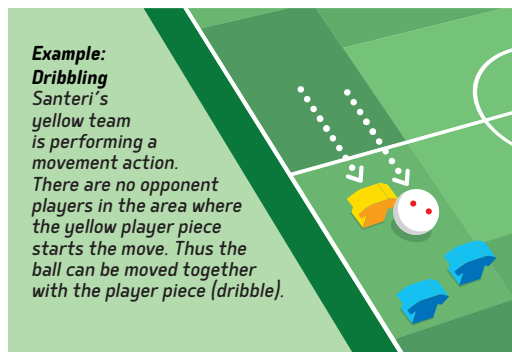 Example:
Dribbling
Santeri's
yellow team
is performing a
movement action.
There are no opponent
players in the area where
the yellow player piece
starts the move. Thus the
ball can be moved together
with the player piece (dribble).